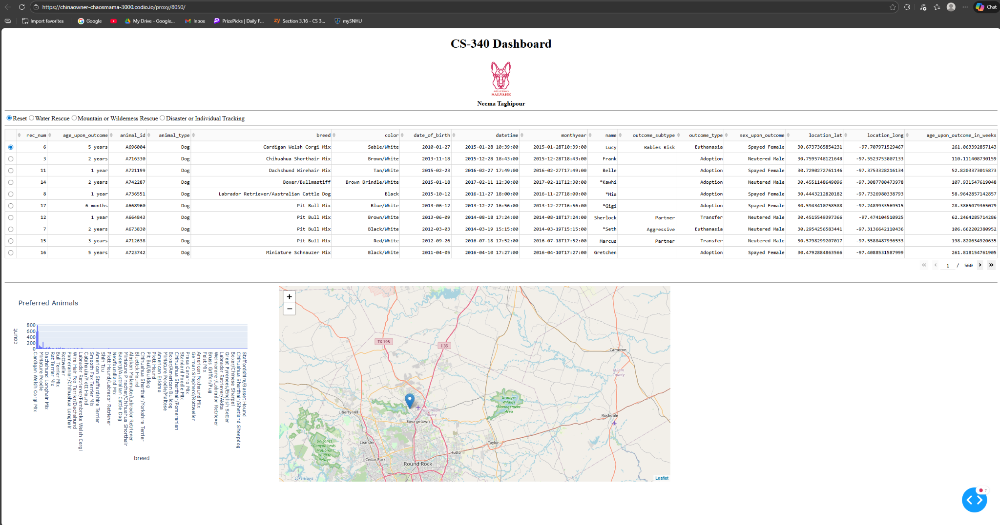 https://chinaowner-chaosmama-3000.codio.io/proxy/8050/
Chat
Import favorites
Google
My Drive - Google...
Inbox
PrizePicks | Daily F...
zy Section 3.16 - CS 3...
mySNHU
CS-340 Dashboard
GRAZIOSO
SALVARE
Neema Taghipour
Reset Water Rescue Mountain or Wilderness Rescue Disaster or Individual Tracking
rec_num age_upon_outcome animal_id animal_type breed color date_of_birth datetime monthyear name outcome_subtype outcome_type sex_upon_outcome location_lat location_long age_upon_outcome_in_weeks
6 5 years A696004 Dog Cardigan Welsh Corgi Mix Sable/White 2010-01-27 2015-01-28 10:39:00 2015-01-28T10:39:00 Lucy Rabies Risk Euthanasia Spayed Female 30.6737365854231 -97.707971529467 261.063392857143
3 2 years A716330 Dog Chihuahua Shorthair Mix Brown/White 2013-11-18 2015-12-28 18:43:00 2015-12-28T18:43:00 Frank Adoption Neutered Male 30.7595748121648 -97.5523753807133 110.111408730159
11 1 year A721199 Dog Dachshund Wirehair Mix Tan/White 2015-02-23 2016-02-27 17:49:00 2016-02-27T17:49:00 Belle Adoption Spayed Female 30.7290272761146 -97.3753328216134 52.8203373015873
14 2 years A742287 Dog Boxer/Bullmastiff Brown Brindle/White 2015-01-18 2017-02-11 12:30:00 2017-02-11T12:30:00 *Kawhi Adoption Neutered Male 30.4551148649096 -97.3087780473978 107.931547619048
8 1 year A736551 Dog Labrador Retriever/Australian Cattle Dog Black 2015-10-12 2016-11-27 18:00:00 2016-11-27T18:00:00 *Mia Adoption Spayed Female 30.4443212820182 -97.7326980338793 58.9642857142857
17 6 months A668960 Dog Pit Bull Mix Blue/White 2013-06-12 2013-12-27 16:56:00 2013-12-27T16:56:00 *Gigi Adoption Spayed Female 30.5943410758588 -97.2489933569515 28.3865079365079
12 1 year A664843 Dog Pit Bull Mix Brown/White 2013-06-09 2014-08-18 17:24:00 2014-08-18T17:24:00 Sherlock Partner Transfer Neutered Male 30.4515549397366 -97.474104510925 62.2464285714286
7 2 years A673830 Dog Pit Bull Mix Black/White 2012-03-03 2014-03-19 15:15:00 2014-03-19T15:15:00 *Seth Aggressive Euthanasia Neutered Male 30.2954256583441 -97.3136642110436 106.662202380952
15 3 years A712638 Dog Pit Bull Mix Red/White 2012-09-26 2016-07-18 17:52:00 2016-07-18T17:52:00 Marcus Partner Transfer Neutered Male 30.5798299207017 -97.5588487936533 198.820634920635
16 5 years A723742 Dog Miniature Schnauzer Mix Black/White 2011-04-05 2016-04-10 17:27:00 2016-04-10T17:27:00 Gretchen Adoption Spayed Female 30.4792884863566 -97.4088531587999 261.818154761905
1 / 560
Preferred Animals
count
800
600
400
200
0
Cardigan Welsh Corgi Mix
Miniature Poodle
Dachshund Longhair Mix
Rat Terrier Mix
Bull Terrier Mix
Rottweiler
Pomeranian/Chihuahua Longhair
Wire Hair Fox Terrier/Dachshund
Labrador Retriever/Pembroke Welsh Corgi
Catahoula/Plott Hound
Smooth Fox Terrier Mix
American Staffordshire Terrier
Shih Tzu
Plott Hound/Labrador Retriever
Newfoundland Mix
Basenji/Australian Cattle Dog
Miniature Pinscher/Chihuahua Shorthair
Alaskan Malamute/Labrador Retriever
Bluetick Hound
Chihuahua Shorthair/Yorkshire Terrier
Pit Bull/Bulldog
Plott Hound
American Eskimo
Miniature Poodle/Maltese
Boxer/American Bulldog
Chihuahua Shorthair/Pomeranian
Standard Poodle Mix
Presa Canario Mix
German Shepherd/Rottweiler
American Foxhound Mix
Feist Mix
Bruss Griffon/Pug
Weimaraner/Labrador Retriever
Labrador Retriever/Akita
Great Pyrenees/English Setter
Boxer/Chinese Sharpei
Chihuahua Shorthair/Shetland Sheepdog
Staffordshire/Basset Hound
breed
+
−
TX 195
I 35
Cameron
Milam
County
Granger
Wildlife
Management
Area
Liberty Hill
Williamson
County
Georgetown
Rockdale
Leander
Taylor
Balcones
Canyonlands
National
Wildlife
Refuge
Hutto
Cedar Park
Round Rock
Lake Travis
Leaflet
7